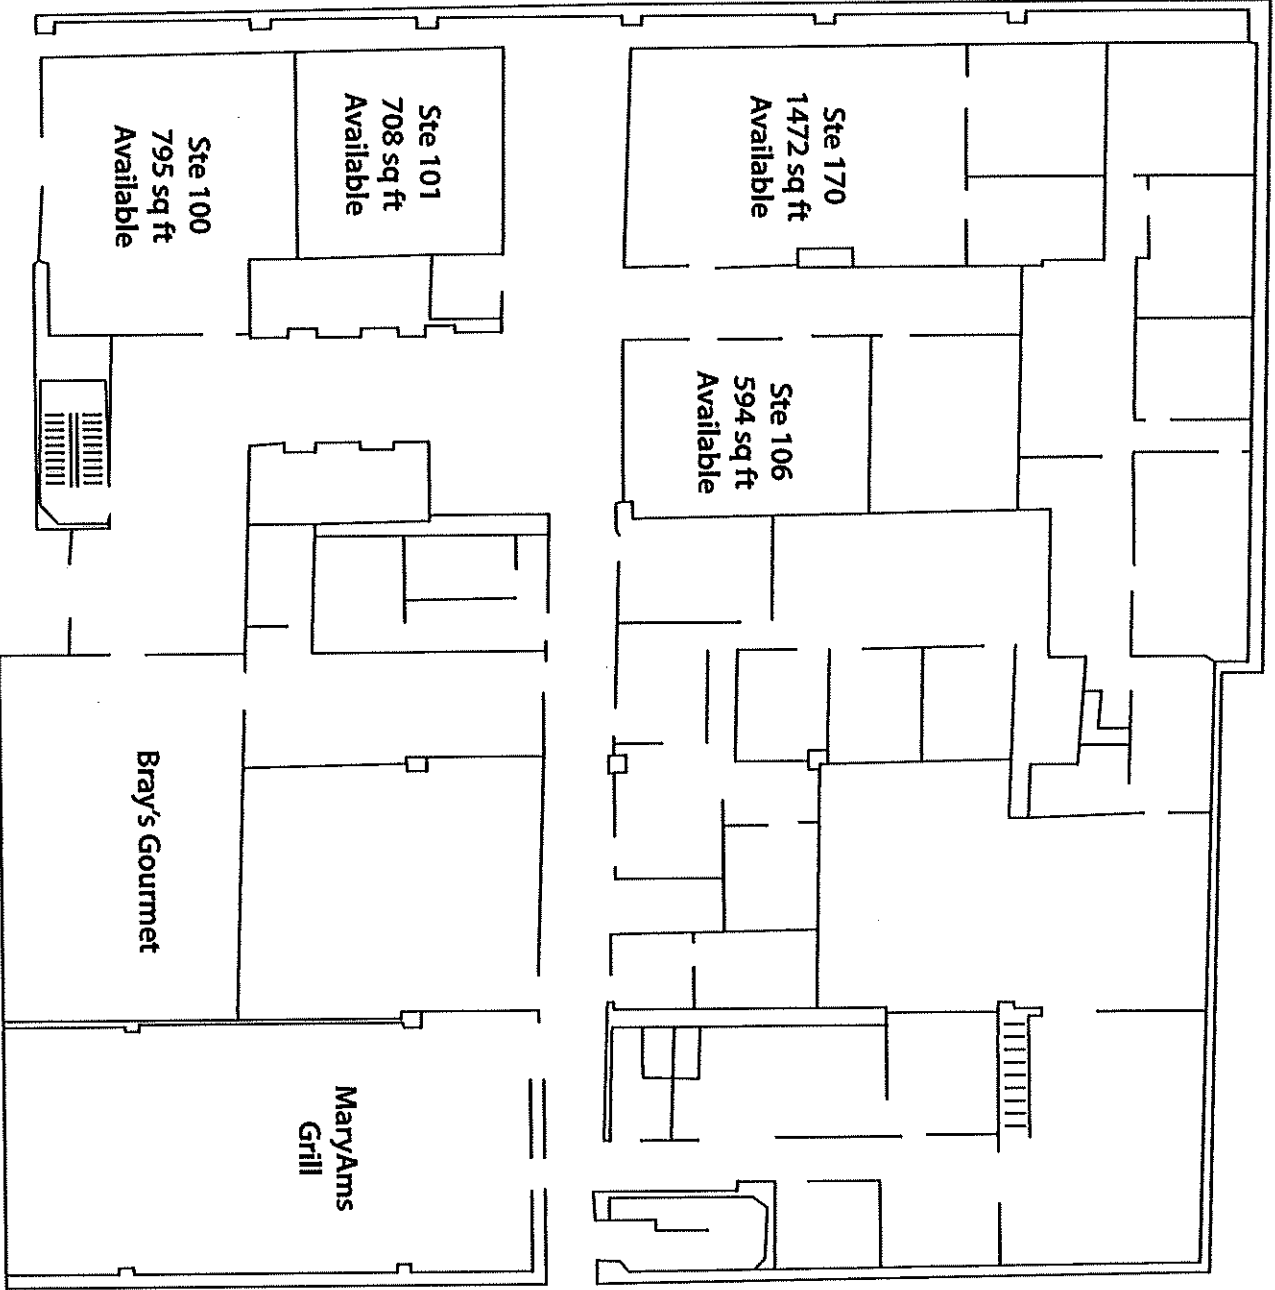 Ste 100
795 sq ft
Available
Ste 101
708 sq ft
Available
Ste 170
1472 sq ft
Available
Ste 106
594 sq ft
Available
Bray's Gourmet
MaryAms
Grill